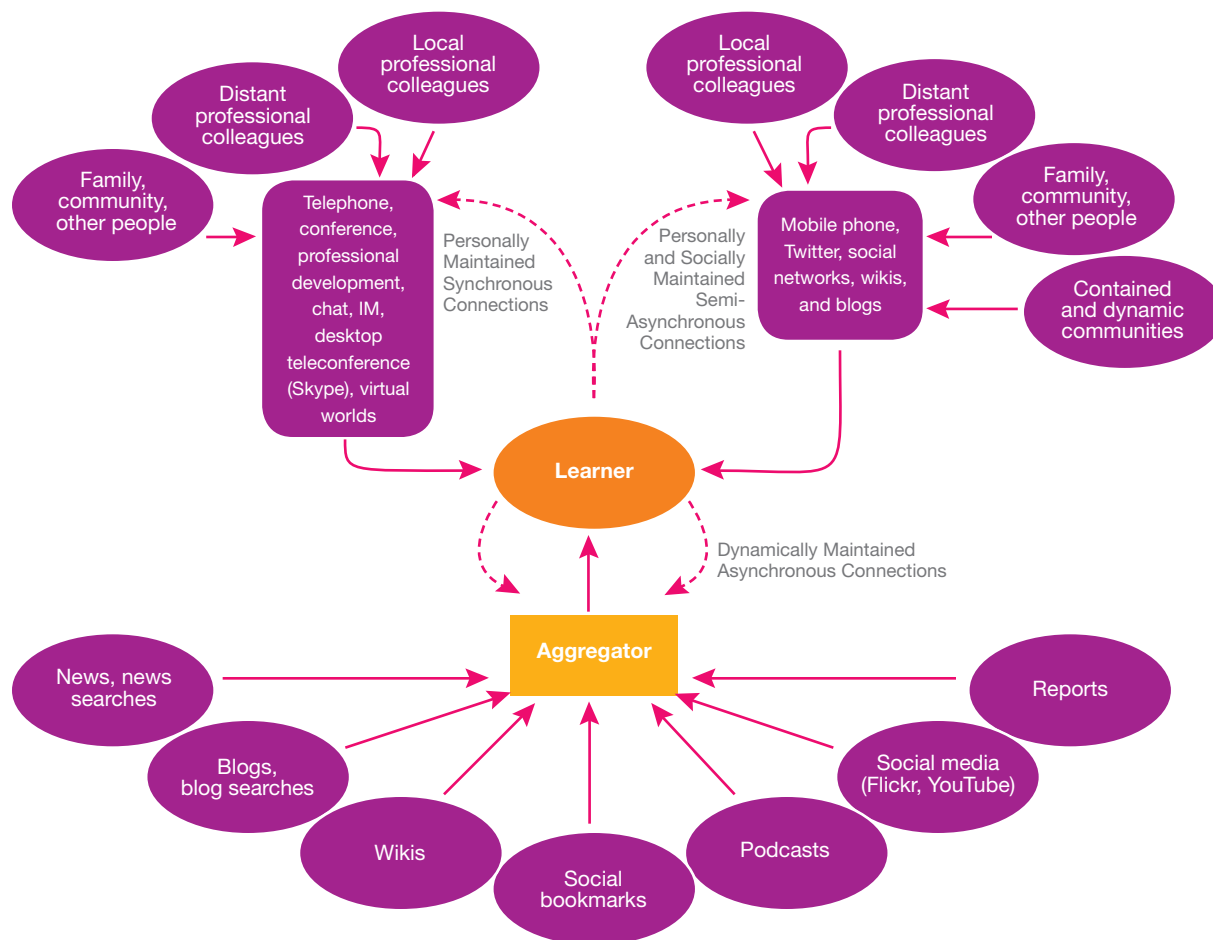 Local
professional
colleagues
Distant
professional
colleagues
Family,
community,
other people
Telephone,
conference,
professional
development,
chat, IM,
desktop
teleconference
(Skype), virtual
worlds
Personally
Maintained
Synchronous
Connections
Local
professional
colleagues
Distant
professional
colleagues
Family,
community,
other people
Contained
and dynamic
communities
Mobile phone,
Twitter, social
networks, wikis,
and blogs
Personally
and Socially
Maintained
Semi-
Asynchronous
Connections
Learner
Dynamically Maintained
Asynchronous Connections
Aggregator
News, news
searches
Blogs,
blog searches
Wikis
Social
bookmarks
Podcasts
Social media
(Flickr, YouTube)
Reports